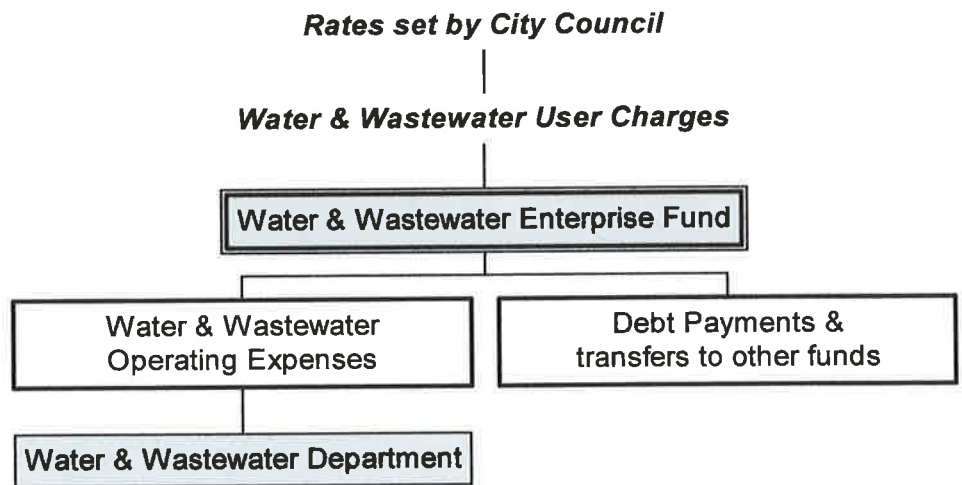 Rates set by City Council
Water & Wastewater User Charges
Water & Wastewater Enterprise Fund
Water & Wastewater
Operating Expenses
Debt Payments &
transfers to other funds
Water & Wastewater Department